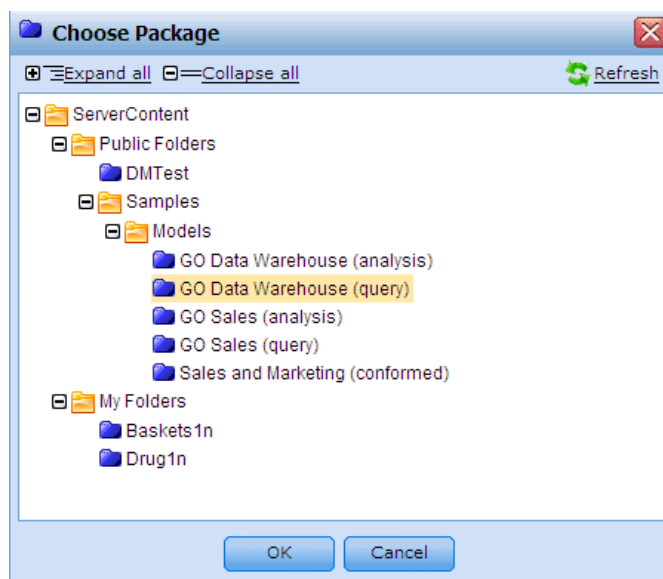 Choose Package
Expand all Collapse all Refresh
ServerContent
Public Folders
DMTest
Samples
Models
GO Data Warehouse (analysis)
GO Data Warehouse (query)
GO Sales (analysis)
GO Sales (query)
Sales and Marketing (conformed)
My Folders
Baskets1n
Drug1n
OK Cancel